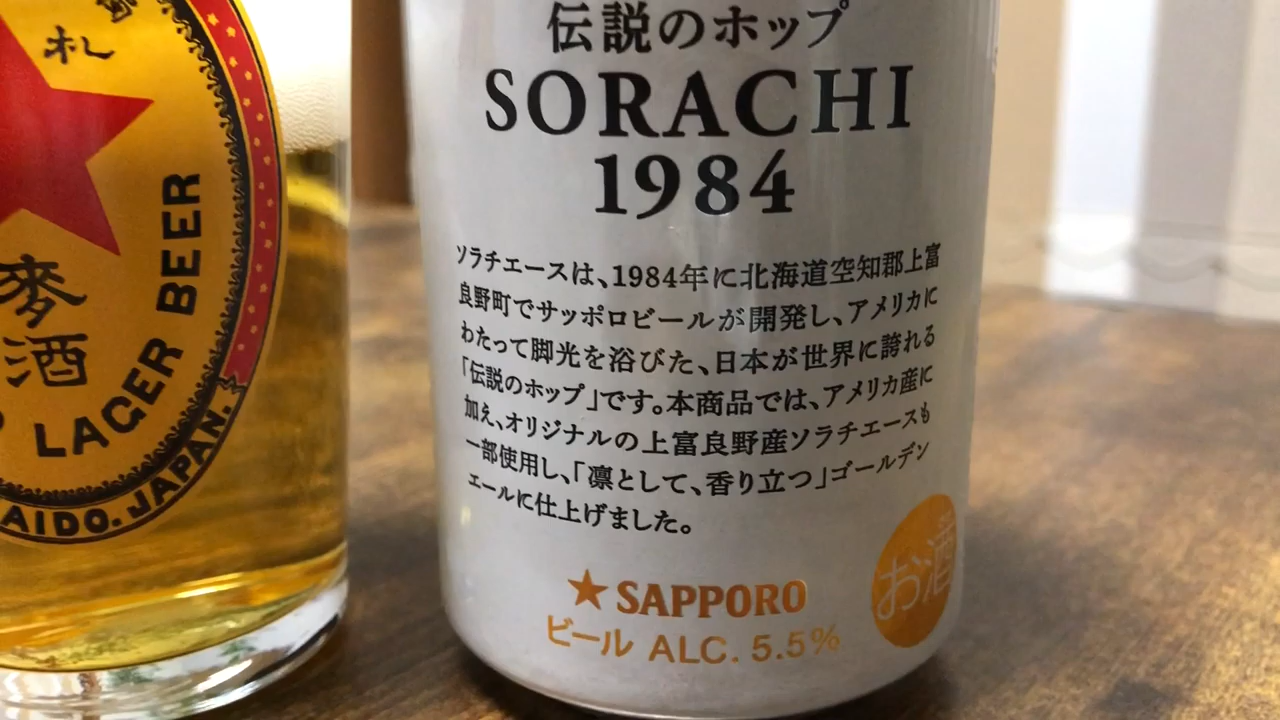 札
麥
酒
LAGER BEER
AIDO. JAPAN.
伝説のホップ
SORACHI
1984
ソラチエースは、1984年に北海道空知郡上富
良野町でサッポロビールが開発し、アメリカに
わたって脚光を浴びた、日本が世界に誇れる
「伝説のホップ」です。本商品では、アメリカ産に
加え、オリジナルの上富良野産ソラチエースも
一部使用し、「凛として、香り立つ」ゴールデン
エールに仕上げました。
SAPPORO
ビール ALC. 5.5%
お酒